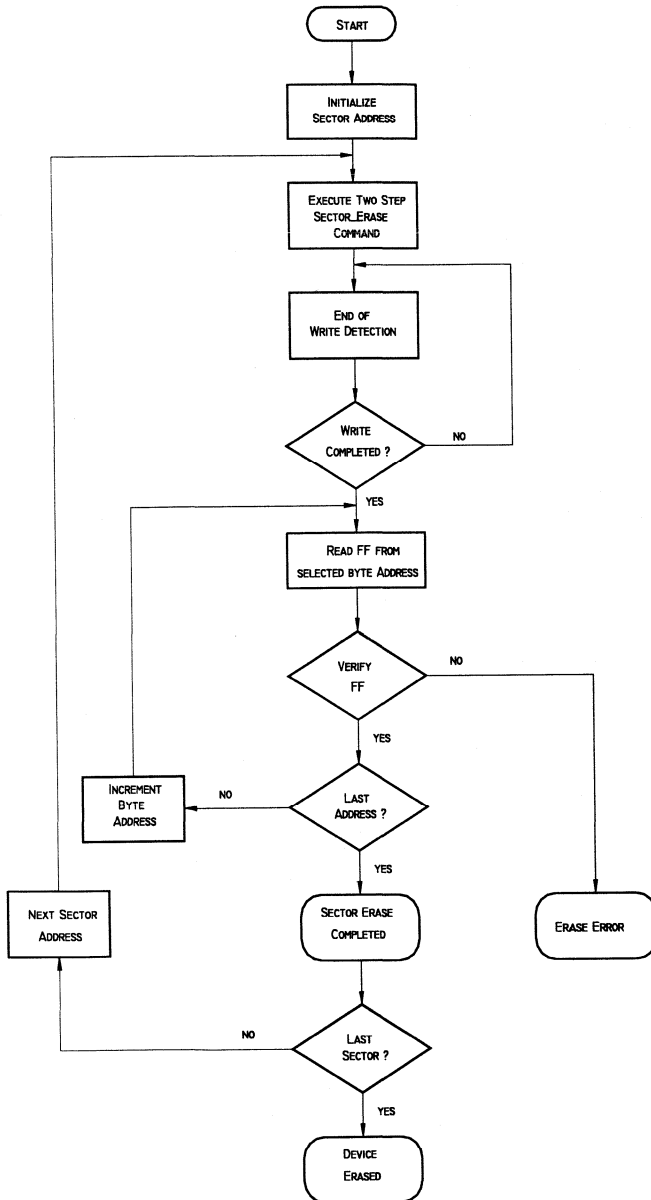 START
INITIALIZE
SECTOR ADDRESS
EXECUTE TWO STEP
SECTOR_ERASE
COMMAND
END OF
WRITE DETECTION
WRITE
COMPLETED ?
NO
YES
READ FF FROM
SELECTED BYTE ADDRESS
VERIFY
FF
NO
YES
INCREMENT
BYTE
ADDRESS
NO
LAST
ADDRESS ?
YES
NEXT SECTOR
ADDRESS
SECTOR ERASE
COMPLETED
ERASE ERROR
NO
LAST
SECTOR ?
YES
DEVICE
ERASED